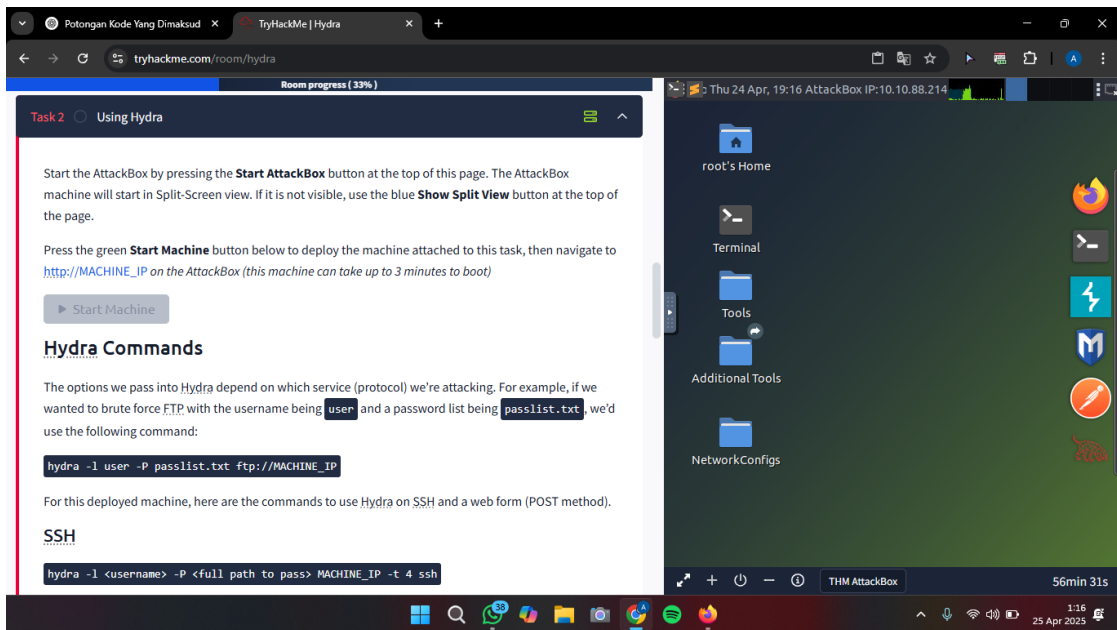 Potongan Kode Yang Dimaksud
TryHackMe | Hydra
tryhackme.com/room/hydra
A
Room progress ( 33% )
Task 2
Using Hydra
Start the AttackBox by pressing the Start AttackBox button at the top of this page. The AttackBox
machine will start in Split-Screen view. If it is not visible, use the blue Show Split View button at the top of
the page.
Press the green Start Machine button below to deploy the machine attached to this task, then navigate to
http://MACHINE_IP on the AttackBox (this machine can take up to 3 minutes to boot)
Start Machine
Hydra Commands
The options we pass into Hydra depend on which service (protocol) we're attacking. For example, if we
wanted to brute force FTP with the username being user and a password list being passlist.txt, we'd
use the following command:
hydra -l user -P passlist.txt ftp://MACHINE_IP
For this deployed machine, here are the commands to use Hydra on SSH and a web form (POST method).
SSH
hydra -l <username> -P <full path to pass> MACHINE_IP -t 4 ssh
Thu 24 Apr, 19:16 AttackBox IP:10.10.88.214
root's Home
Terminal
Tools
Additional Tools
NetworkConfigs
THM AttackBox
56min 31s
38
1:16
25 Apr 2025